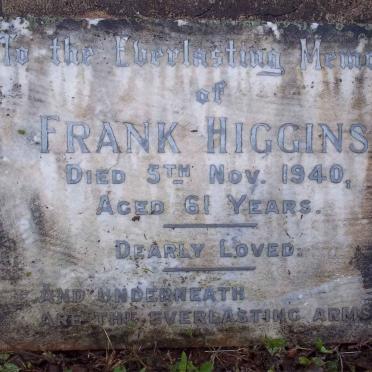 To the Everlasting Memo
of
FRANK HIGGINS
DIED 5TH NOV. 1940,
AGED 61 YEARS.
DEARLY LOVED.
AND UNDERNEATH
ARE THE EVERLASTING ARMS